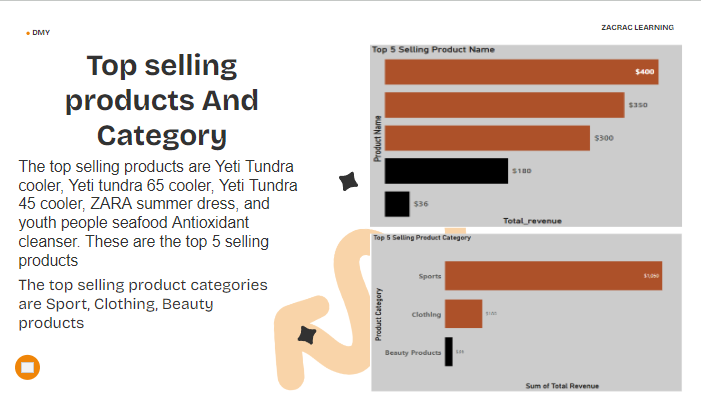 DMY
ZACRAC LEARNING
Top selling
products And
Category
The top selling products are Yeti Tundra
cooler, Yeti tundra 65 cooler, Yeti Tundra
45 cooler, ZARA summer dress, and
youth people seafood Antioxidant
cleanser. These are the top 5 selling
products
The top selling product categories
are Sport, Clothing, Beauty
products
Top 5 Selling Product Name
Product Name
$400
$350
$300
$180
$36
Total_revenue
Top 5 Selling Product Category
Product Category
Sports
Clothing
Beauty Products
Sum of Total Revenue